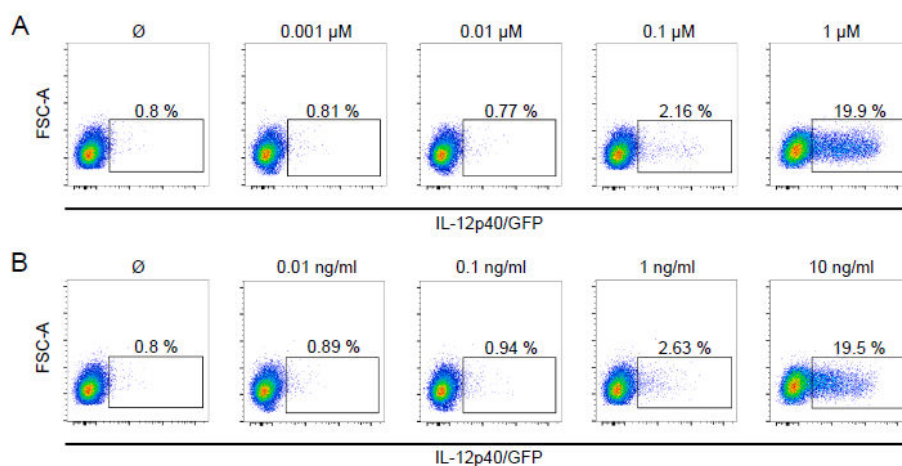 A
Ø 0.001 µM 0.01 µM 0.1 µM 1 µM
FSC-A
0.8 % 0.81 % 0.77 % 2.16 % 19.9 %
IL-12p40/GFP
B
Ø 0.01 ng/ml 0.1 ng/ml 1 ng/ml 10 ng/ml
FSC-A
0.8 % 0.89 % 0.94 % 2.63 % 19.5 %
IL-12p40/GFP